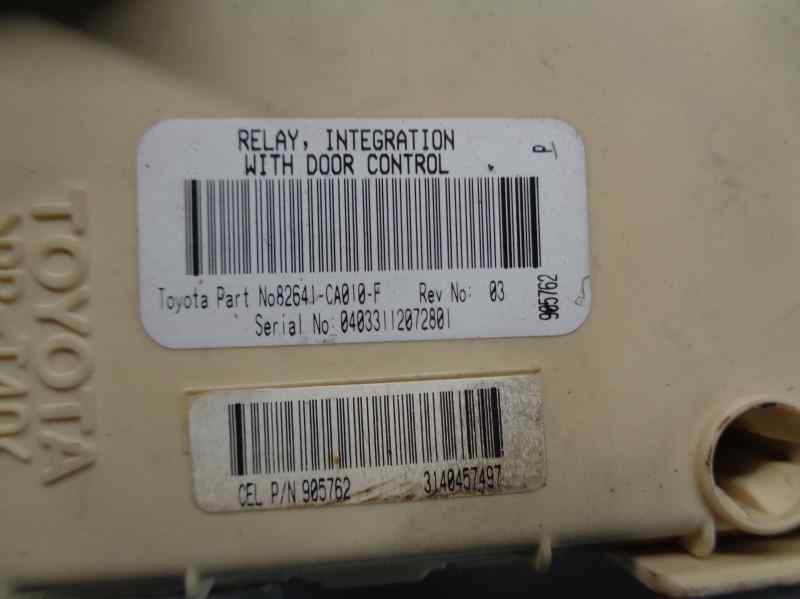 RELAY, INTEGRATION
WITH DOOR CONTROL
P
Toyota Part No82641-CA010-F Rev No: 03
Serial No: 04033112072801
905762
CEL P/N 905762 3140457497
TOYOTA